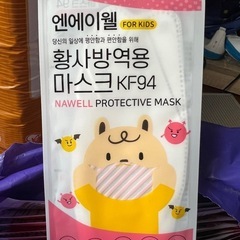 엔에이웰
FOR KIDS
당신의 일상에 평안함과 편안함을 위해
황사방역용
마스크 KF94
NAWELL PROTECTIVE MASK